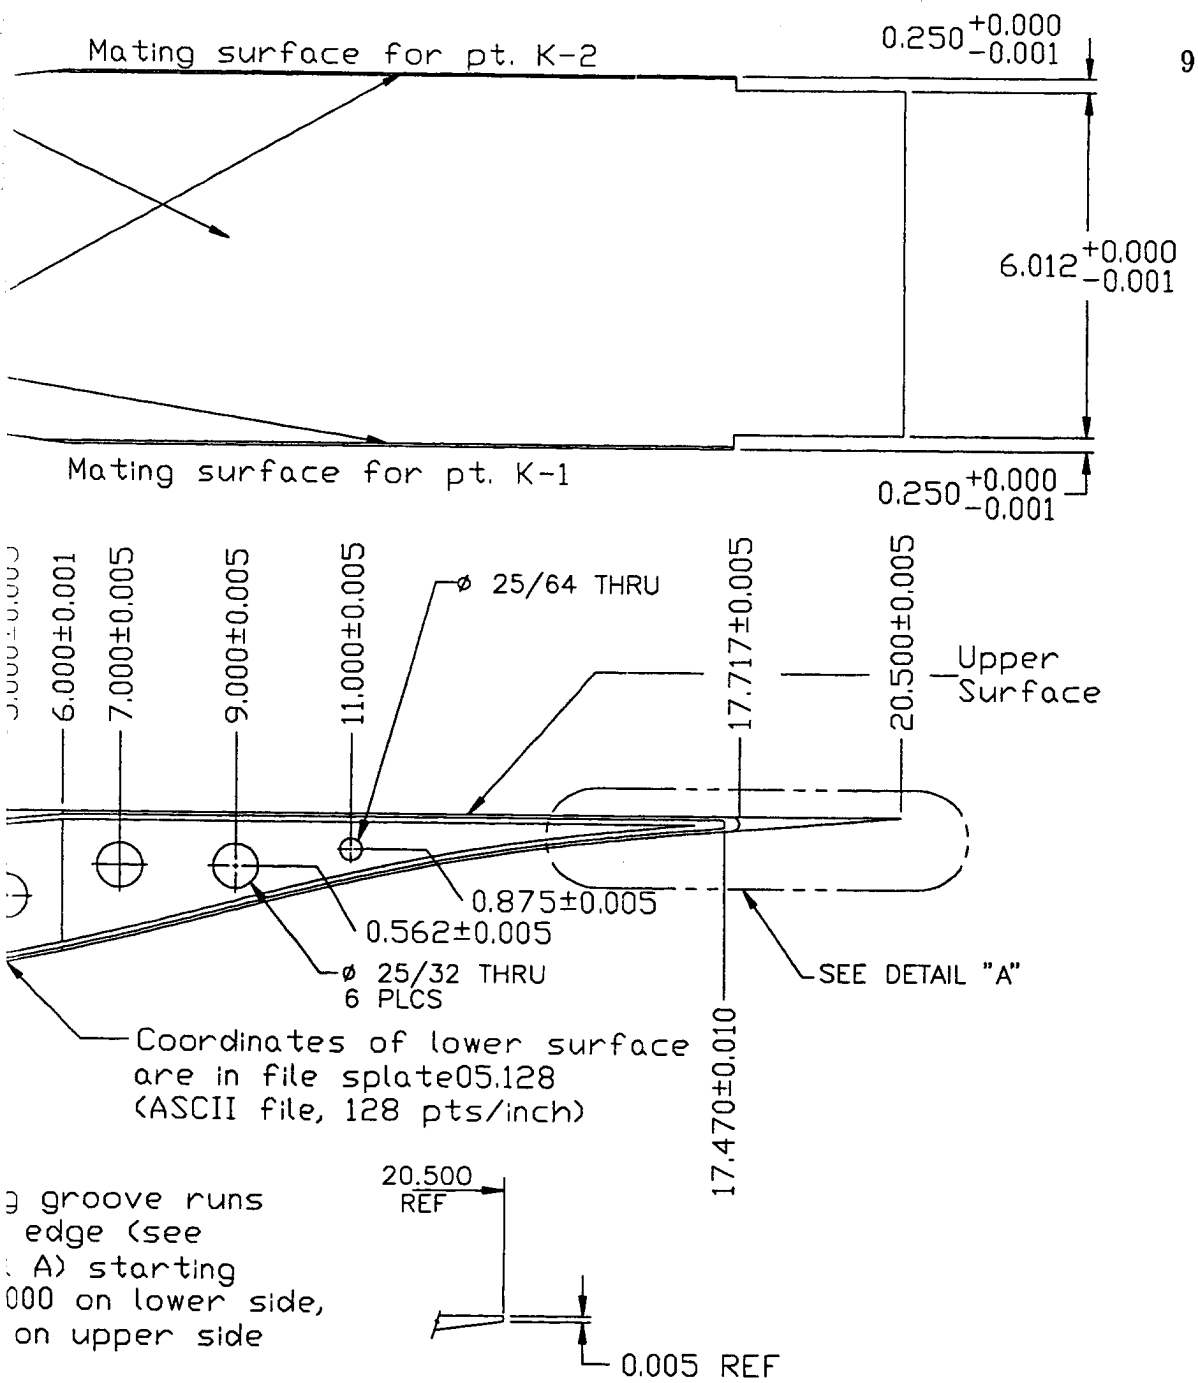 Mating surface for pt. K-2
0.250 +0.000
-0.001
9
6.012 +0.000
-0.001
Mating surface for pt. K-1
0.250 +0.000
-0.001
6.000±0.001
7.000±0.005
9.000±0.005
11.000±0.005
ø 25/64 THRU
17.717±0.005
20.500±0.005
Upper
Surface
0.875±0.005
0.562±0.005
ø 25/32 THRU
6 PLCS
SEE DETAIL "A"
17.470±0.010
Coordinates of lower surface
are in file splate05.128
(ASCII file, 128 pts/inch)
20.500
REF
groove runs
edge (see
A) starting
000 on lower side,
on upper side
0.005 REF